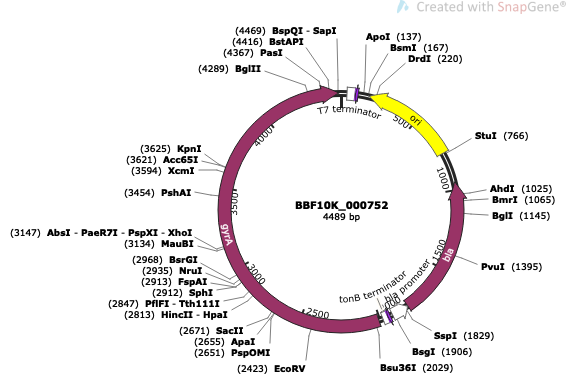 Created with SnapGene®
(4469) BspQI - SapI
(4416) BstAPI
(4367) PasI
(4289) BglII
ApoI (137)
BsmI (167)
DrdI (220)
T7 terminator
ori
500
StuI (766)
1000
AhdI (1025)
BmrI (1065)
BglI (1145)
bla
PvuI (1395)
1500
bla promoter
SspI (1829)
BsgI (1906)
Bsu36I (2029)
tonB terminator
2500
3000
3500
4000
gyrA
(3625) KpnI
(3621) Acc65I
(3594) XcmI
(3454) PshAI
(3147) AbsI - PaeR7I - PspXI - XhoI
(3134) MauBI
(2968) BsrGI
(2935) NruI
(2913) FspAI
(2912) SphI
(2847) PflFI - Tth111I
(2813) HincII - HpaI
(2671) SacII
(2655) ApaI
(2651) PspOMI
(2423) EcoRV
BBF10K_000752
4489 bp